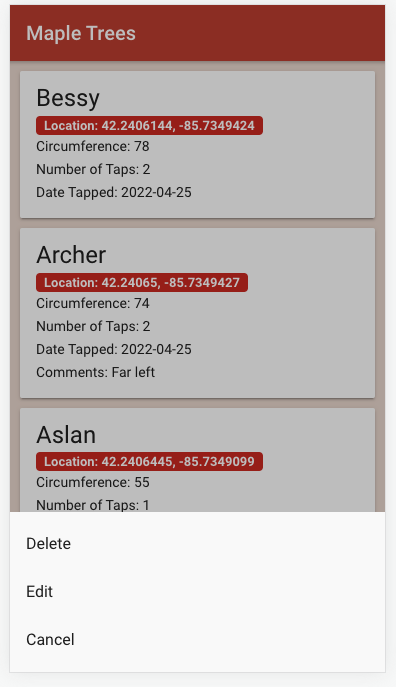 Maple Trees
Bessy
Location: 42.2406144, -85.7349424
Circumference: 78
Number of Taps: 2
Date Tapped: 2022-04-25
Archer
Location: 42.24065, -85.7349427
Circumference: 74
Number of Taps: 2
Date Tapped: 2022-04-25
Comments: Far left
Aslan
Location: 42.2406445, -85.7349099
Circumference: 55
Number of Taps: 1
Delete
Edit
Cancel